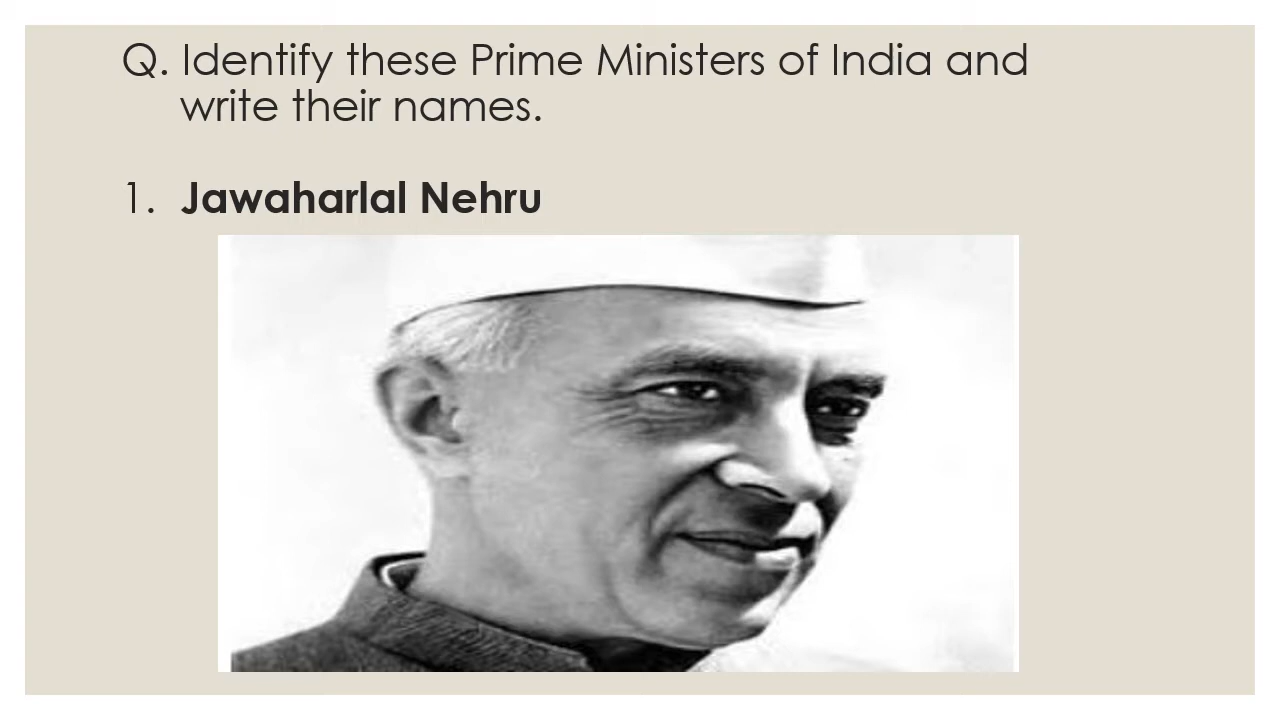 Q. Identify these Prime Ministers of India and
write their names.
1. Jawaharlal Nehru